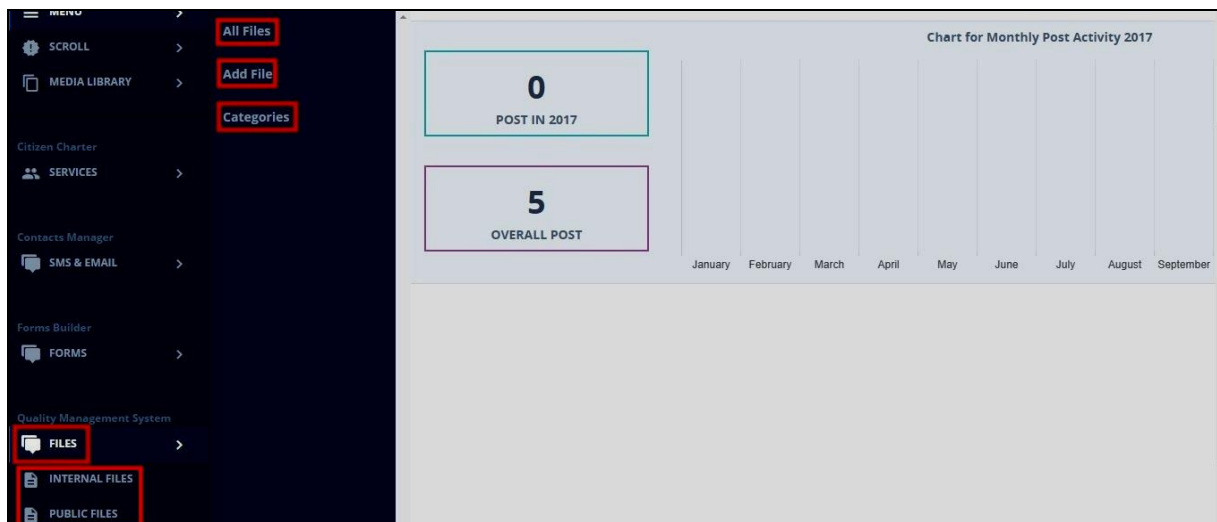 MENU
SCROLL
MEDIA LIBRARY
Citizen Charter
SERVICES
Contacts Manager
SMS & EMAIL
Forms Builder
FORMS
Quality Management System
FILES
INTERNAL FILES
PUBLIC FILES
All Files
Add File
Categories
0
POST IN 2017
5
OVERALL POST
Chart for Monthly Post Activity 2017
January February March April May June July August September